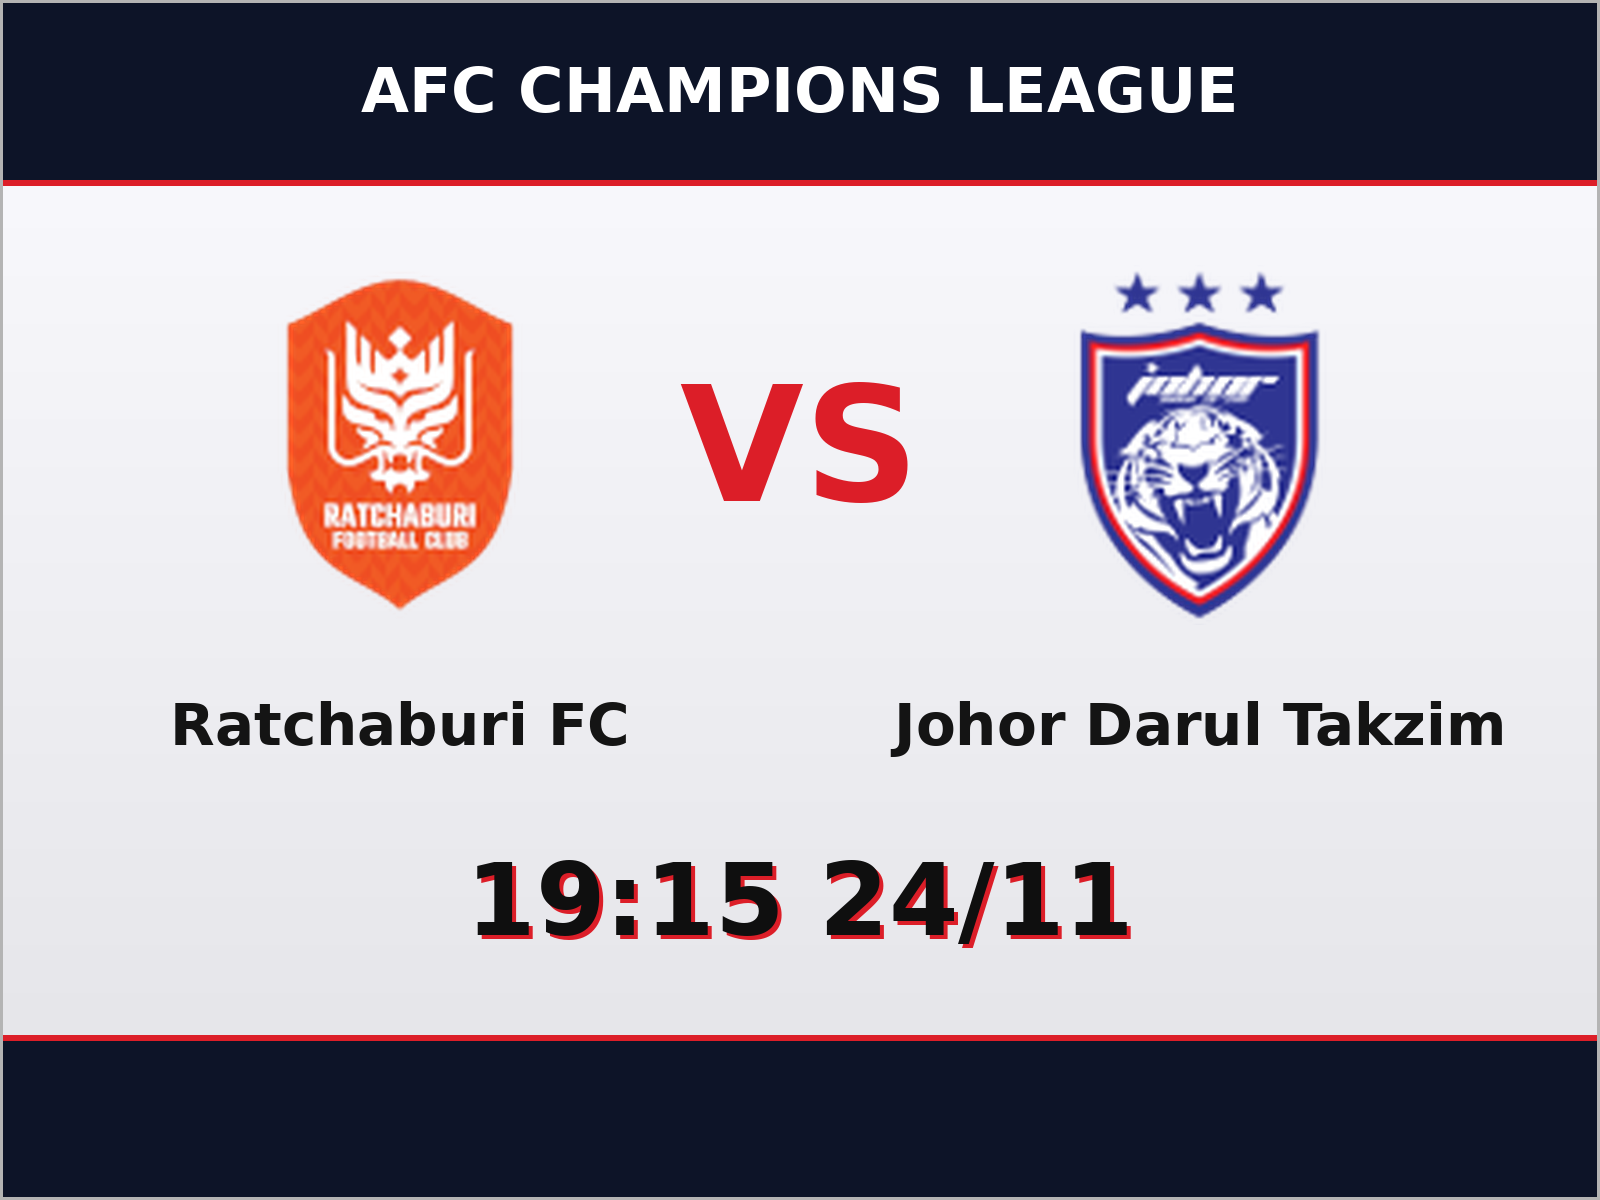 AFC CHAMPIONS LEAGUE
johor
VS
RATCHABURI
FOOTBALL CLUB
Ratchaburi FC
Johor Darul Takzim
19:15 24/11